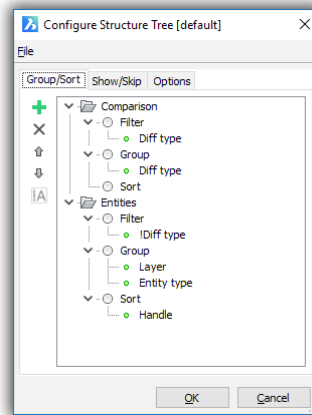 Configure Structure Tree [default]
File
Group/Sort Show/Skip Options
Comparison
Filter
Diff type
Group
Diff type
Sort
Entities
Filter
!Diff type
Group
Layer
Entity type
Sort
Handle
!A
OK Cancel